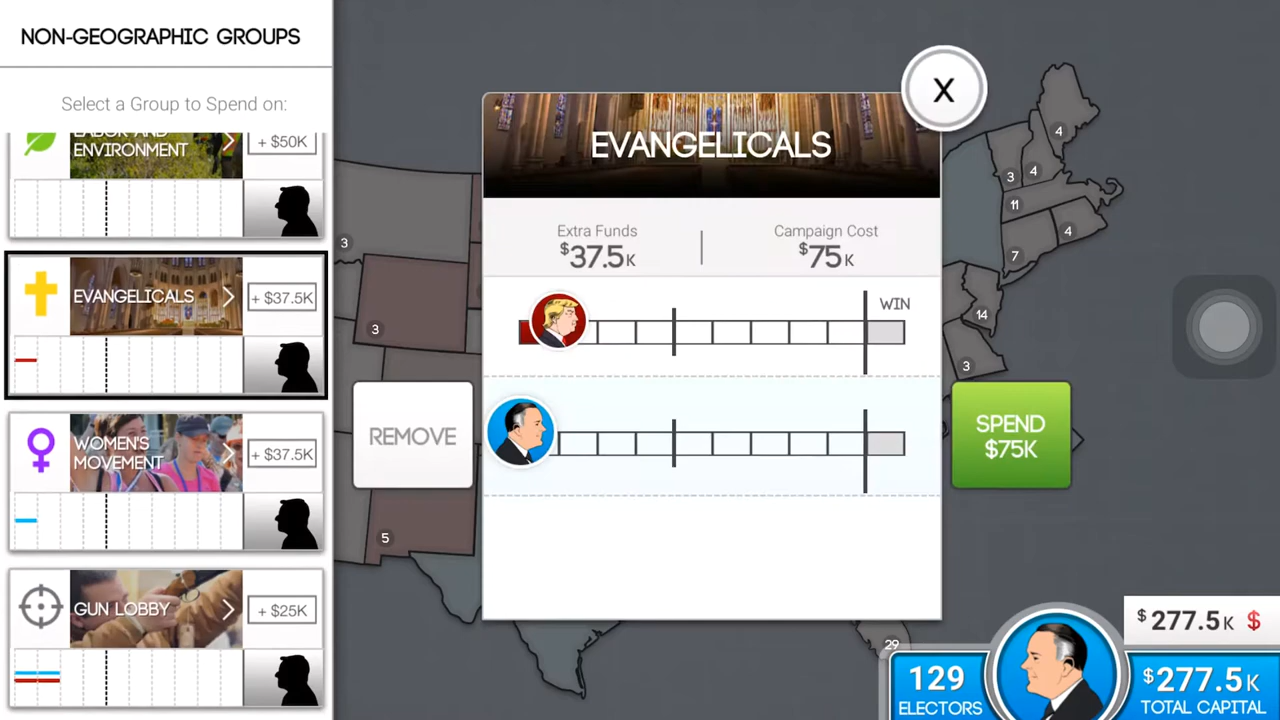 NON-GEOGRAPHIC GROUPS
Select a Group to Spend on:
LABOR AND
ENVIRONMENT
+ $50K
EVANGELICALS
+ $37.5K
WOMEN'S
MOVEMENT
+ $37.5K
GUN LOBBY
+ $25K
X
EVANGELICALS
Extra Funds
$37.5K
Campaign Cost
$75K
WIN
REMOVE
SPEND
$75K
3
3
5
4
4
3
11
4
7
14
3
29
129
ELECTORS
$277.5K $
$277.5K
TOTAL CAPITAL